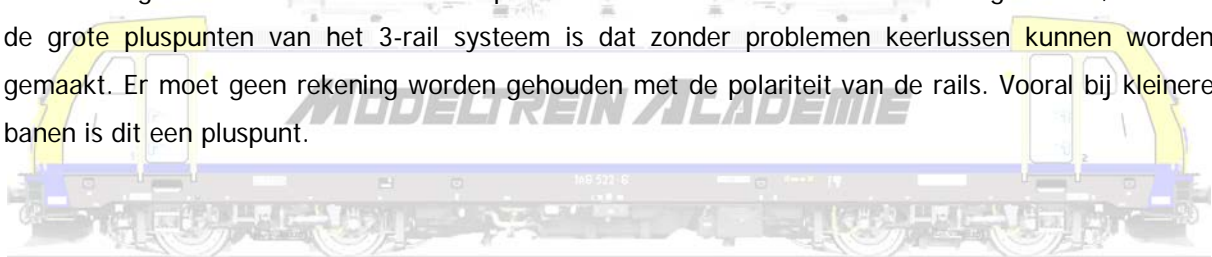 de grote pluspunten van het 3-rail systeem is dat zonder problemen keerlussen kunnen worden
gemaakt. Er moet geen rekening worden gehouden met de polariteit van de rails. Vooral bij kleinere
MODELTREIN ACADEMIE
banen is dit een pluspunt.